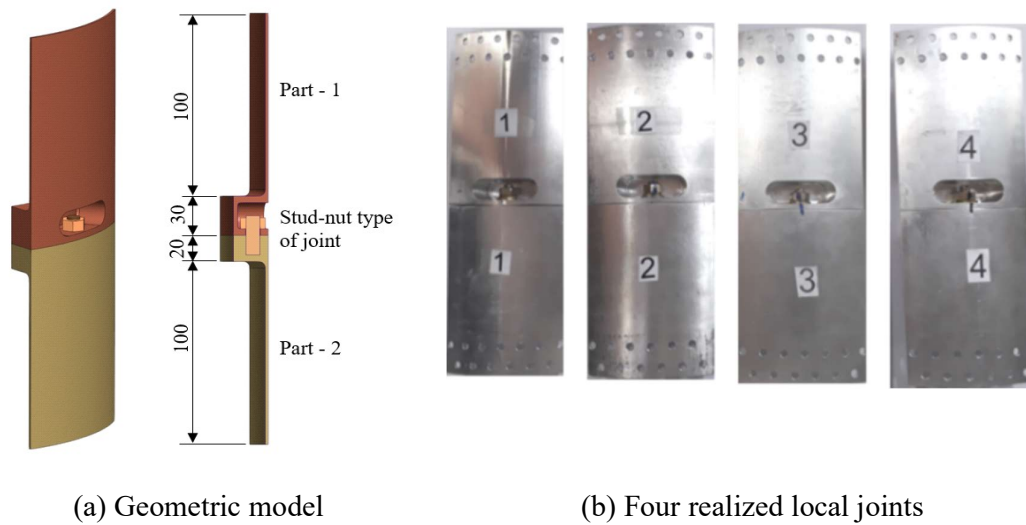 100
Part - 1
30
Stud-nut type
of joint
20
100
Part - 2
1
2
3
4
1
2
3
4
(a) Geometric model
(b) Four realized local joints